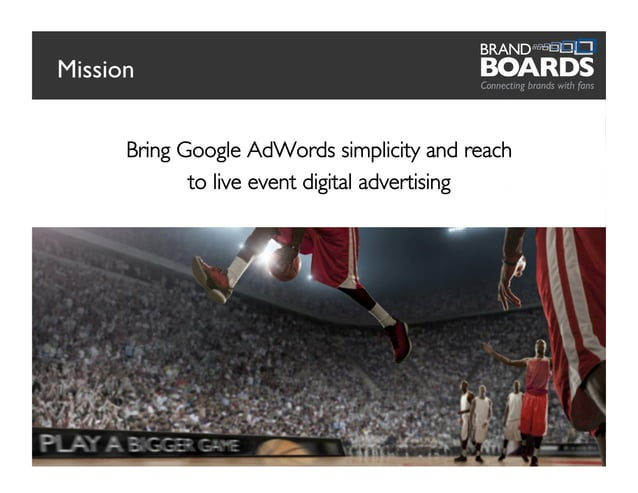 Mission
BRAND
BOARDS
Connecting brands with fans
Bring Google AdWords simplicity and reach
to live event digital advertising
PLAY A BIGGER GAME